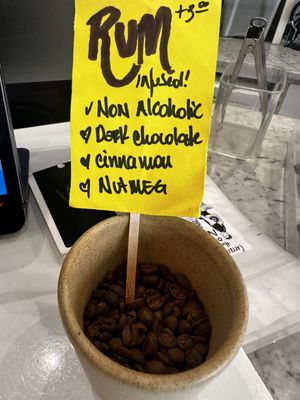 RUM +3.00
infused!
✓ Non Alcoholic
♥ Dark chocolate
♥ cinnamon
♥ NutMEG